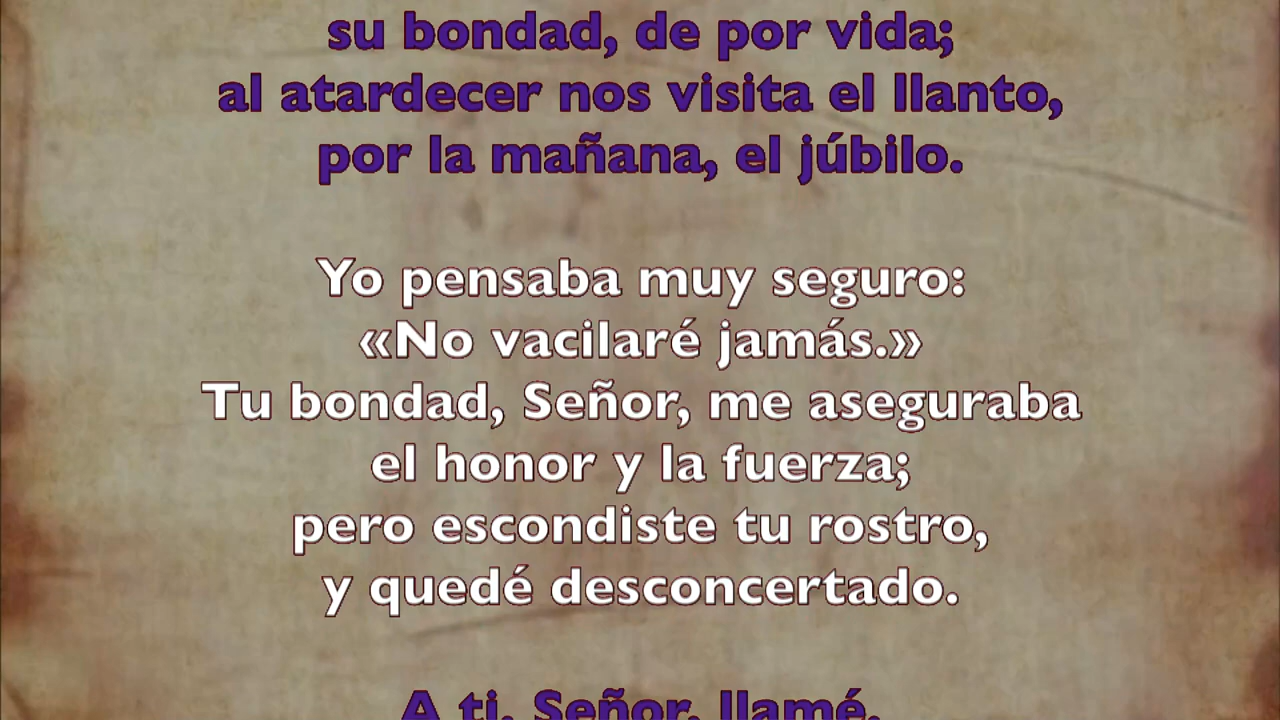 su bondad, de por vida;
al atardecer nos visita el llanto,
por la mañana, el júbilo.
Yo pensaba muy seguro:
«No vacilaré jamás.»
Tu bondad, Señor, me aseguraba
el honor y la fuerza;
pero escondiste tu rostro,
y quedé desconcertado.
A ti, Señor, llamé,